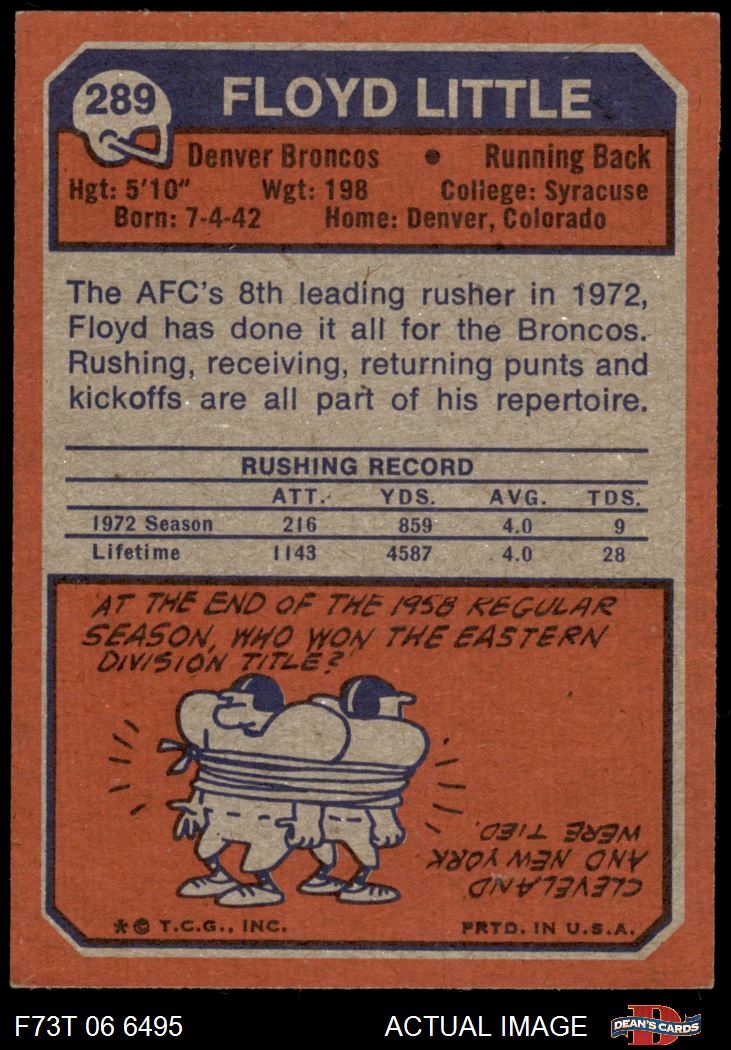 289
FLOYD LITTLE
Denver Broncos • Running Back
Hgt: 5'10" Wgt: 198 College: Syracuse
Born: 7-4-42 Home: Denver, Colorado
The AFC's 8th leading rusher in 1972,
Floyd has done it all for the Broncos.
Rushing, receiving, returning punts and
kickoffs are all part of his repertoire.
RUSHING RECORD
ATT. YDS. AVG. TDS.
1972 Season 216 859 4.0 9
Lifetime 1143 4587 4.0 28
AT THE END OF THE 1958 REGULAR
SEASON, WHO WON THE EASTERN
DIVISION TITLE?
CLEVELAND
AND NEW YORK
WERE TIED.
* © T.C.G., INC. PRTD. IN U.S.A.
F73T 06 6495 ACTUAL IMAGE
DEAN'S CARDS